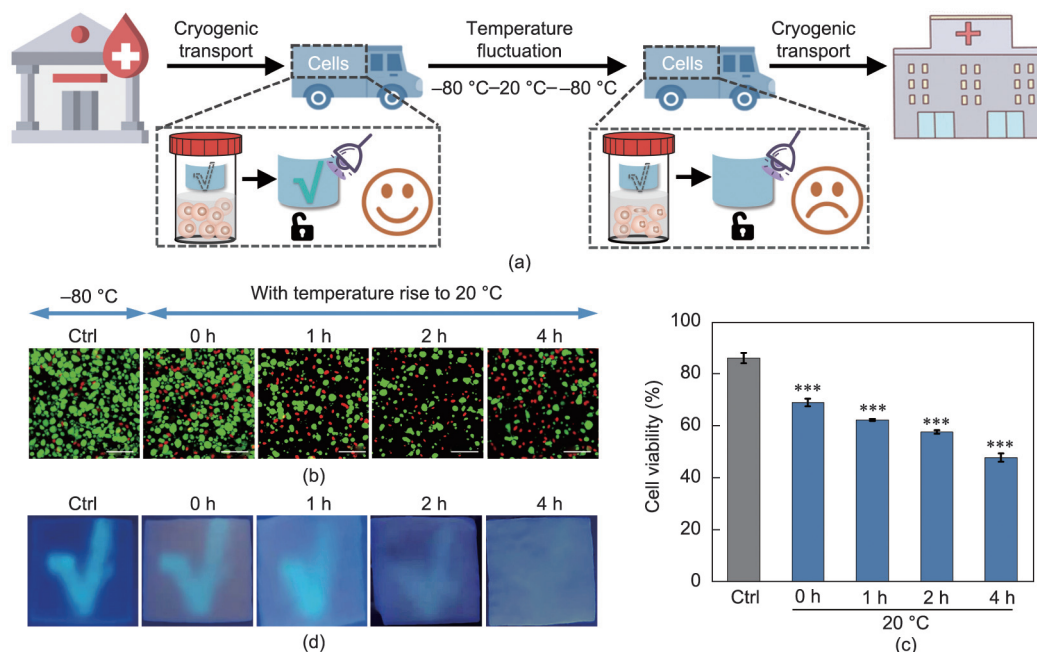 Cryogenic
transport
Cells
Temperature
fluctuation
–80 °C–20 °C– –80 °C
Cells
Cryogenic
transport
(a)
–80 °C
With temperature rise to 20 °C
Ctrl 0 h 1 h 2 h 4 h
(b)
Ctrl 0 h 1 h 2 h 4 h
(d)
Cell viability (%)
100
80
60
40
20
0
***
***
***
***
Ctrl 0 h 1 h 2 h 4 h
20 °C
(c)